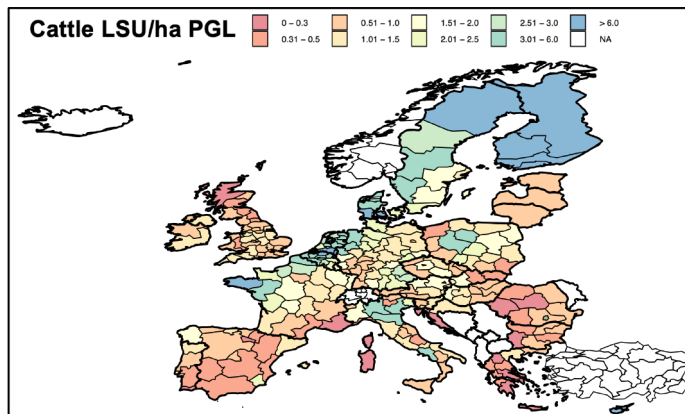 Cattle LSU/ha PGL
0 – 0.3 0.51 – 1.0 1.51 – 2.0 2.51 – 3.0 > 6.0
0.31 – 0.5 1.01 – 1.5 2.01 – 2.5 3.01 – 6.0 NA